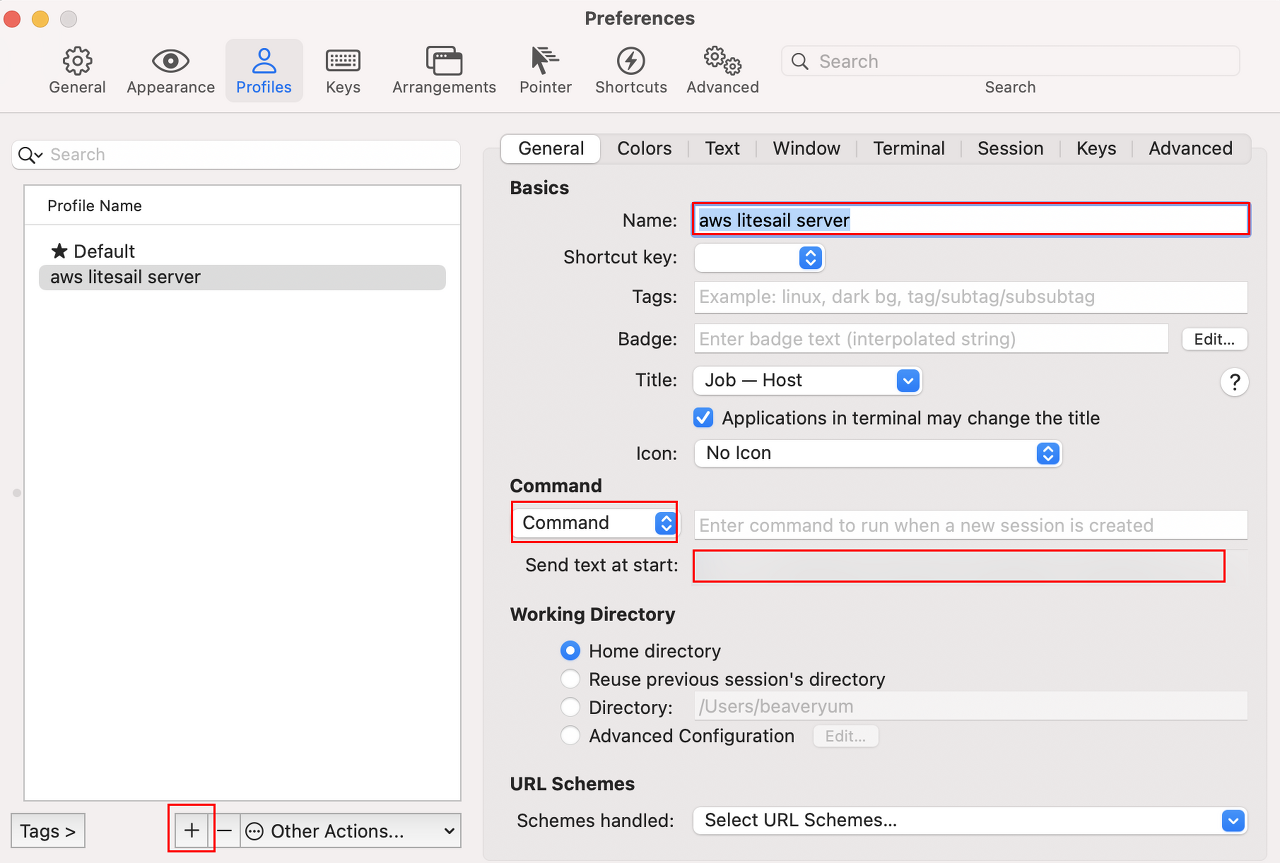 Preferences
General Appearance Profiles Keys Arrangements Pointer Shortcuts Advanced
Search
Search
Search
Profile Name
★ Default
aws litesail server
Tags >
+ − Other Actions...
General Colors Text Window Terminal Session Keys Advanced
Basics
Name: aws litesail server
Shortcut key:
Tags: Example: linux, dark bg, tag/subtag/subsubtag
Badge: Enter badge text (interpolated string) Edit...
Title: Job — Host ?
Applications in terminal may change the title
Icon: No Icon
Command
Command Enter command to run when a new session is created
Send text at start:
Working Directory
Home directory
Reuse previous session's directory
Directory: /Users/beaveryum
Advanced Configuration Edit...
URL Schemes
Schemes handled: Select URL Schemes...